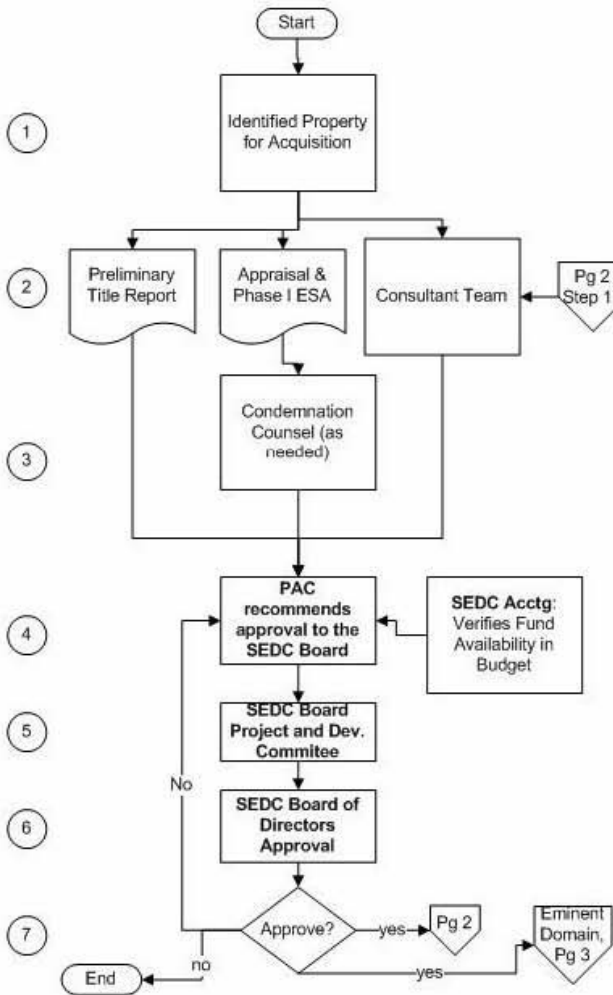 Start
1
Identified Property
for Acquisition
2
Preliminary
Title Report
Appraisal &
Phase I ESA
Consultant Team
Pg 2
Step 1
3
Condemnation
Counsel (as
needed)
4
PAC
recommends
approval to the
SEDC Board
SEDC Acctg:
Verifies Fund
Availability in
Budget
5
SEDC Board
Project and Dev.
Commitee
No
6
SEDC Board of
Directors
Approval
7
Approve?
yes
Pg 2
Eminent
Domain,
Pg 3
no
yes
End